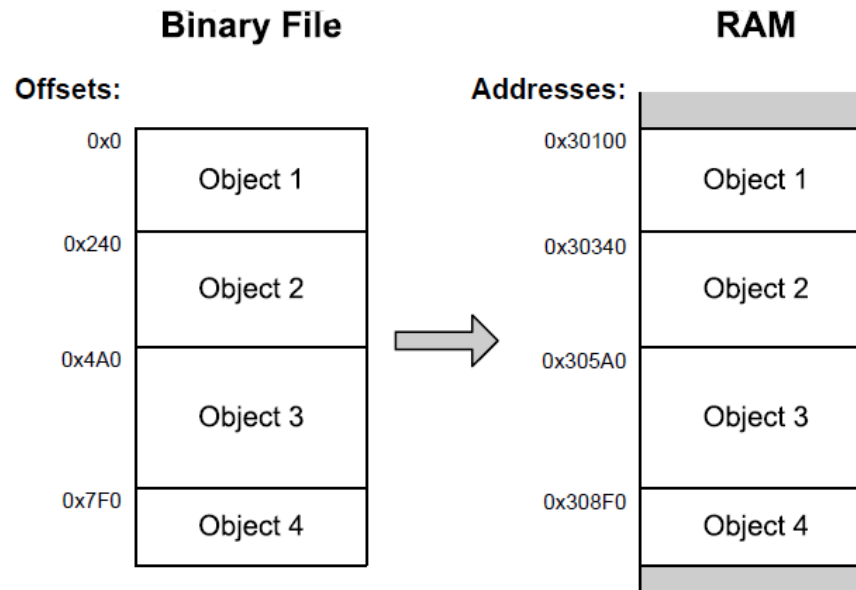 Binary File
RAM
Offsets:
Addresses:
0x0
Object 1
0x240
Object 2
0x4A0
Object 3
0x7F0
Object 4
0x30100
Object 1
0x30340
Object 2
0x305A0
Object 3
0x308F0
Object 4